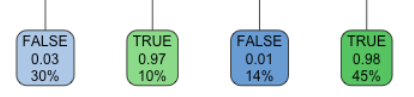 FALSE
0.03
30%
TRUE
0.97
10%
FALSE
0.01
14%
TRUE
0.98
45%